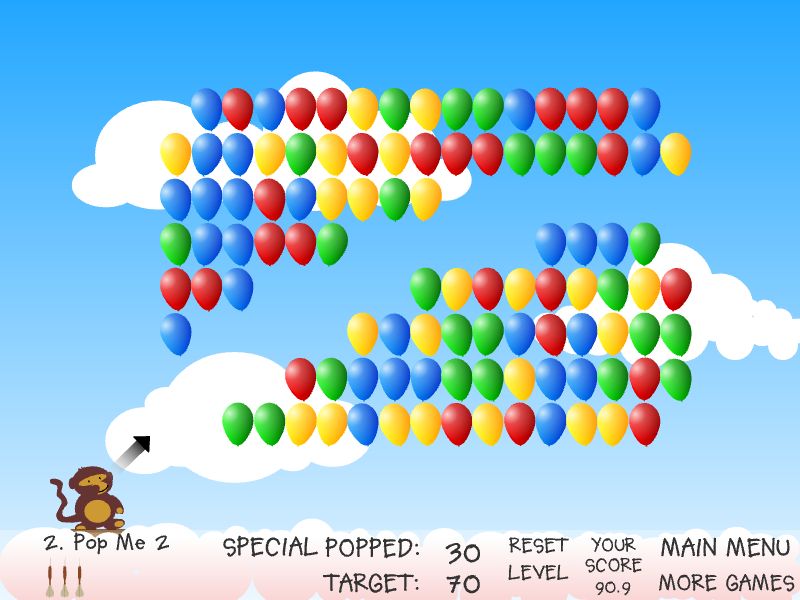 2. Pop Me 2
SPECIAL POPPED: 30
TARGET: 70
RESET
LEVEL
YOUR
SCORE
90.9
MAIN MENU
MORE GAMES